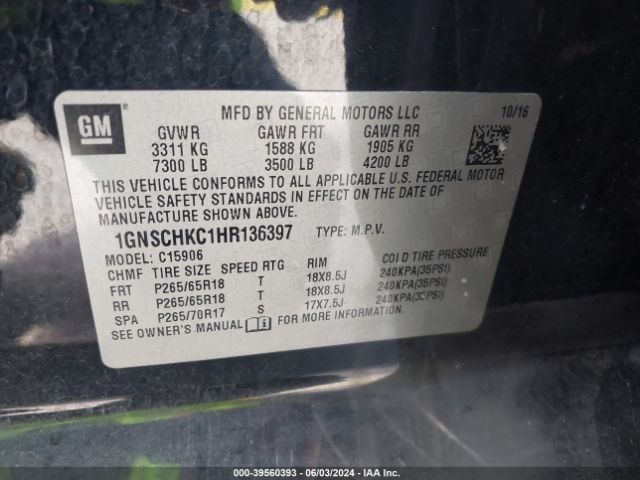 GM
MFD BY GENERAL MOTORS LLC 10/16
GVWR GAWR FRT GAWR RR
3311 KG 1588 KG 1905 KG
7300 LB 3500 LB 4200 LB
THIS VEHICLE CONFORMS TO ALL APPLICABLE U.S. FEDERAL MOTOR
VEHICLE SAFETY STANDARDS IN EFFECT ON THE DATE OF
MANUFACTURE SHOWN ABOVE.
1GNSCHKC1HR136397 TYPE: M.P.V.
MODEL: C15906
CHMF TIRE SIZE SPEED RTG RIM COLD TIRE PRESSURE
FRT P265/65R18 T 18X8.5J 240KPA(35PSI)
RR P265/65R18 T 18X8.5J 240KPA(35PSI)
SPA P265/70R17 S 17X7.5J 240KPA(35PSI)
SEE OWNER'S MANUAL FOR MORE INFORMATION.
000-39560393 - 06/03/2024 - IAA Inc.